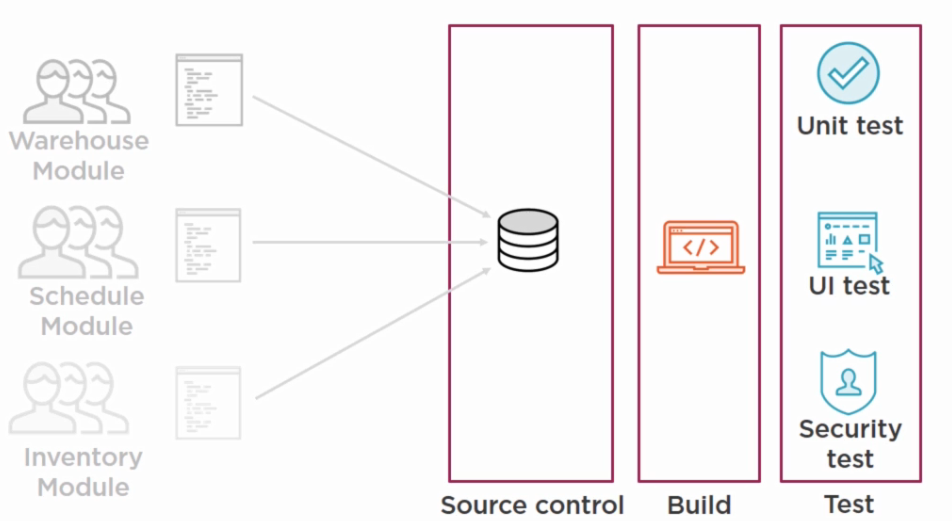 Warehouse
Module
Schedule
Module
Inventory
Module
</>
Unit test
UI test
Security
test
Source control
Build
Test